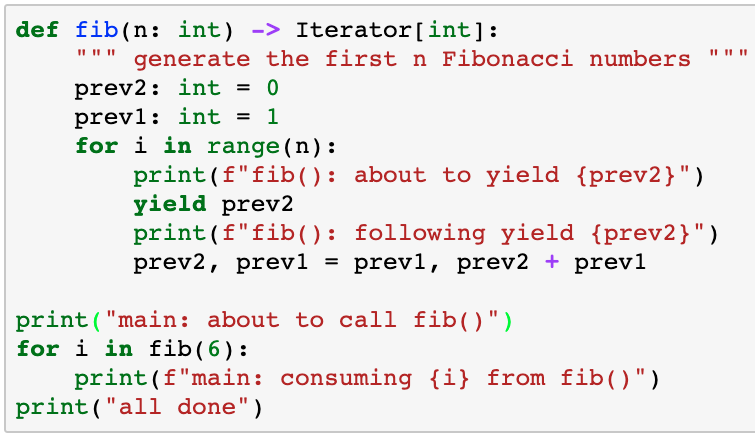 def fib(n: int) -> Iterator[int]:
    """ generate the first n Fibonacci numbers """
    prev2: int = 0
    prev1: int = 1
    for i in range(n):
        print(f"fib(): about to yield {prev2}")
        yield prev2
        print(f"fib(): following yield {prev2}")
        prev2, prev1 = prev1, prev2 + prev1

print("main: about to call fib()")
for i in fib(6):
    print(f"main: consuming {i} from fib()")
print("all done")